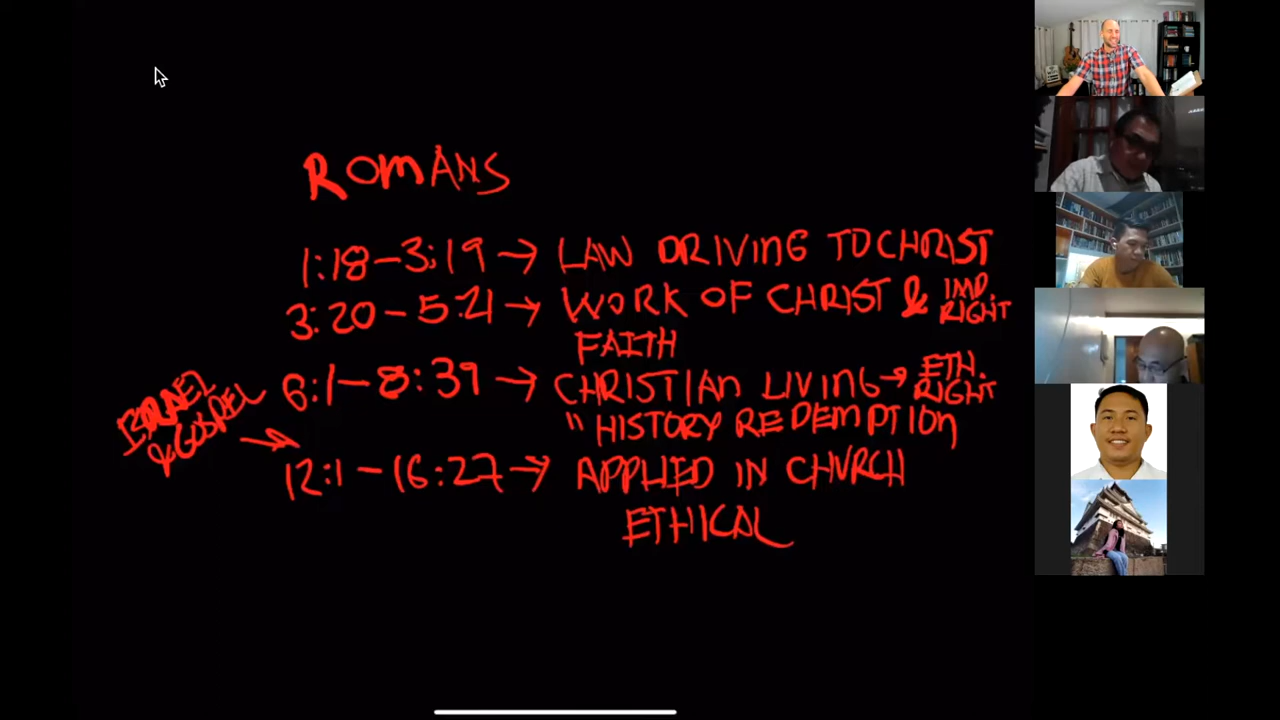 ROMANS
1:18-3:19 → LAW DRIVING TO CHRIST
3:20-5:21 → WORK OF CHRIST & IMP. RIGHT
FAITH
6:1-8:39 → CHRISTIAN LIVING → ETH. RIGHT
" HISTORY REDEMPTION
ISRAEL
& GOSPEL →
12:1-16:27 → APPLIED IN CHURCH
ETHICAL